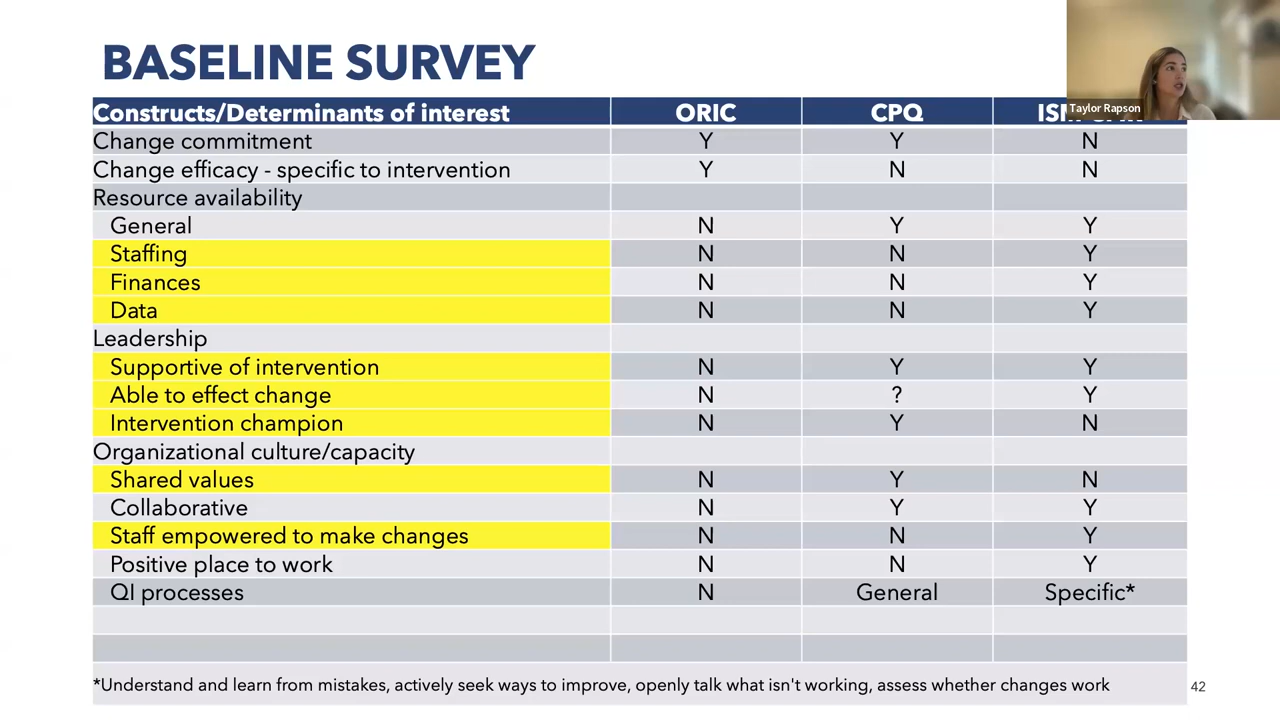 BASELINE SURVEY
Taylor Rapson
Constructs/Determinants of interest ORIC CPQ
Change commitment Y Y N
Change efficacy - specific to intervention Y N N
Resource availability
General N Y Y
Staffing N N Y
Finances N N Y
Data N N Y
Leadership
Supportive of intervention N Y Y
Able to effect change N ? Y
Intervention champion N Y N
Organizational culture/capacity
Shared values N Y N
Collaborative N Y Y
Staff empowered to make changes N N Y
Positive place to work N N Y
QI processes N General Specific*
*Understand and learn from mistakes, actively seek ways to improve, openly talk what isn't working, assess whether changes work
42